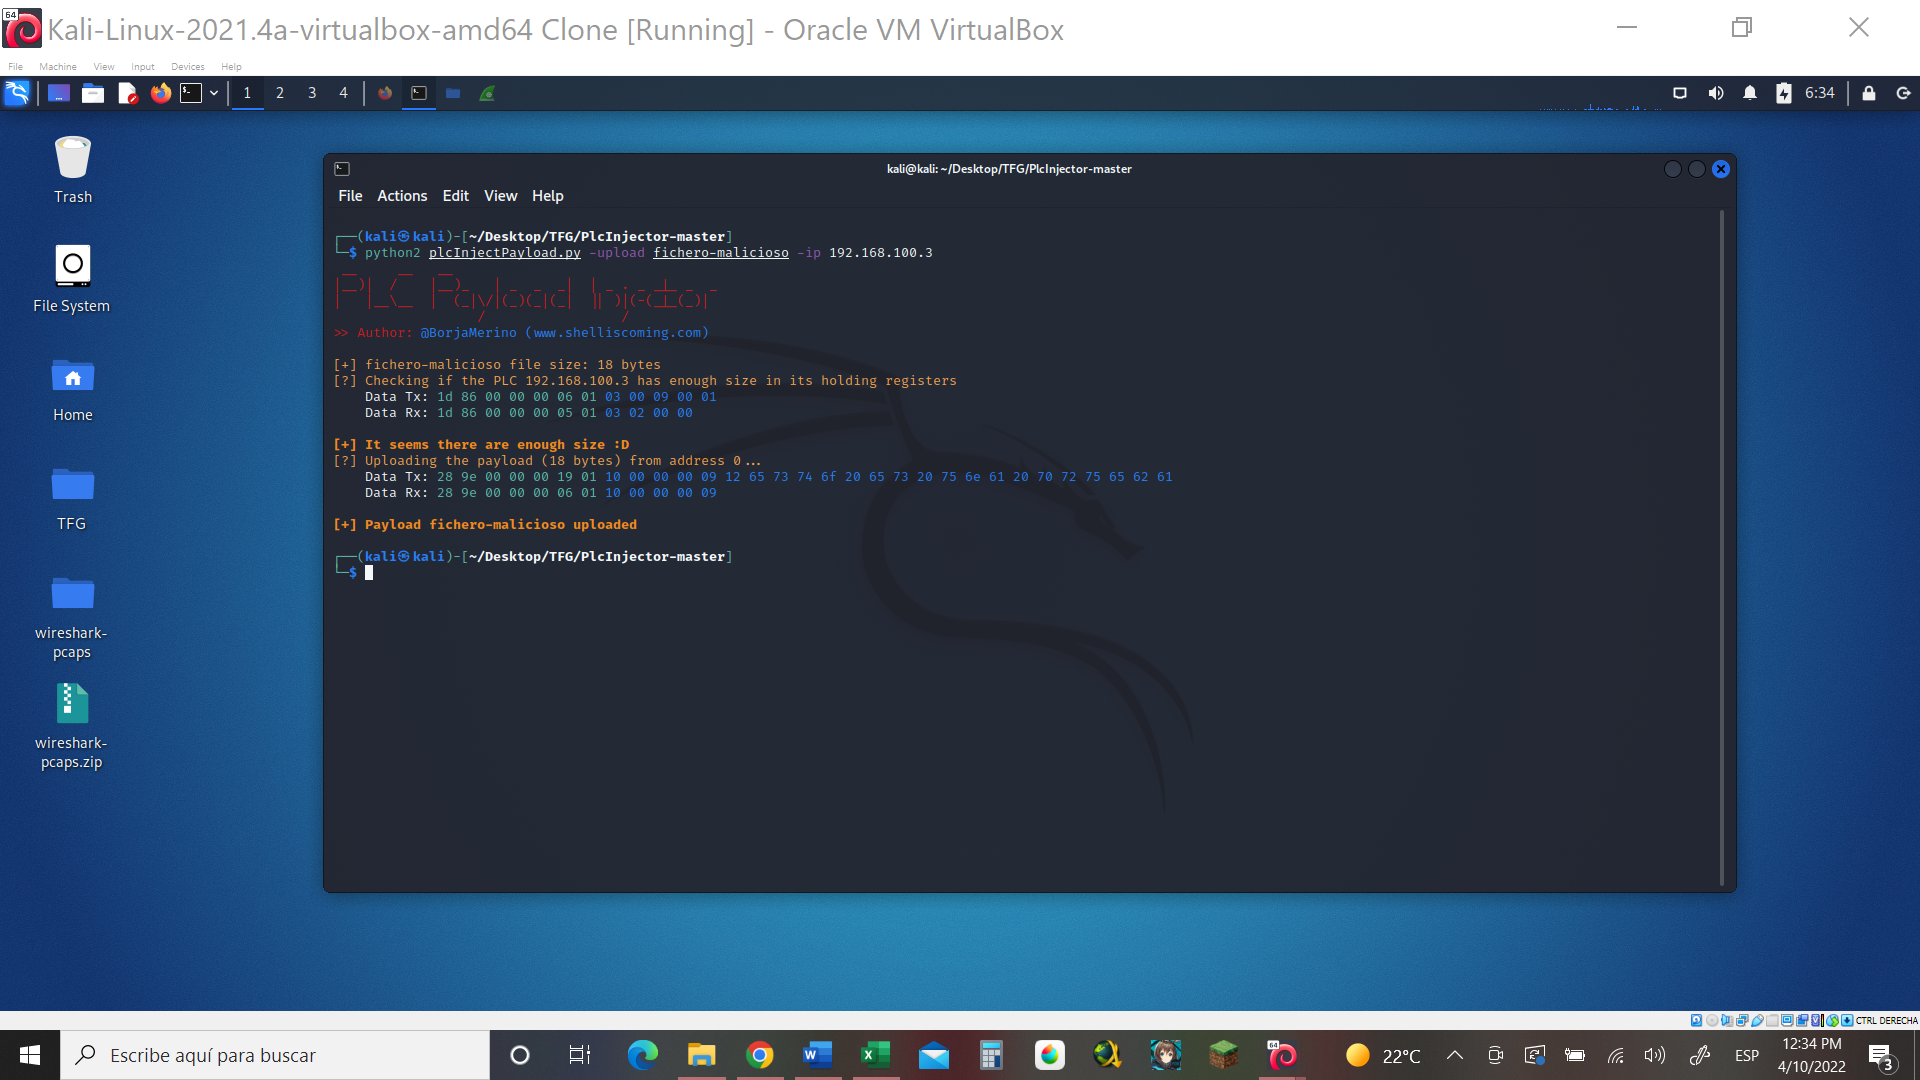 64
Kali-Linux-2021.4a-virtualbox-amd64 Clone [Running] - Oracle VM VirtualBox
File Machine View Input Devices Help
1 2 3 4
6:34
Trash
File System
Home
TFG
wireshark-
pcaps
wireshark-
pcaps.zip
kali@kali: ~/Desktop/TFG/PlcInjector-master
File Actions Edit View Help
┌──(kali㉿kali)-[~/Desktop/TFG/PlcInjector-master]
└─$ python2 plcInjectPayload.py -upload fichero-malicioso -ip 192.168.100.3
>> Author: @BorjaMerino (www.shelliscoming.com)
[+] fichero-malicioso file size: 18 bytes
[?] Checking if the PLC 192.168.100.3 has enough size in its holding registers
Data Tx: 1d 86 00 00 00 06 01 03 00 09 00 01
Data Rx: 1d 86 00 00 00 05 01 03 02 00 00
[+] It seems there are enough size :D
[?] Uploading the payload (18 bytes) from address 0...
Data Tx: 28 9e 00 00 00 19 01 10 00 00 00 09 12 65 73 74 6f 20 65 73 20 75 6e 61 20 70 72 75 65 62 61
Data Rx: 28 9e 00 00 00 06 01 10 00 00 00 09
[+] Payload fichero-malicioso uploaded
┌──(kali㉿kali)-[~/Desktop/TFG/PlcInjector-master]
└─$
CTRL DERECHA
Escribe aquí para buscar
64
22°C
ESP
12:34 PM
4/10/2022
3